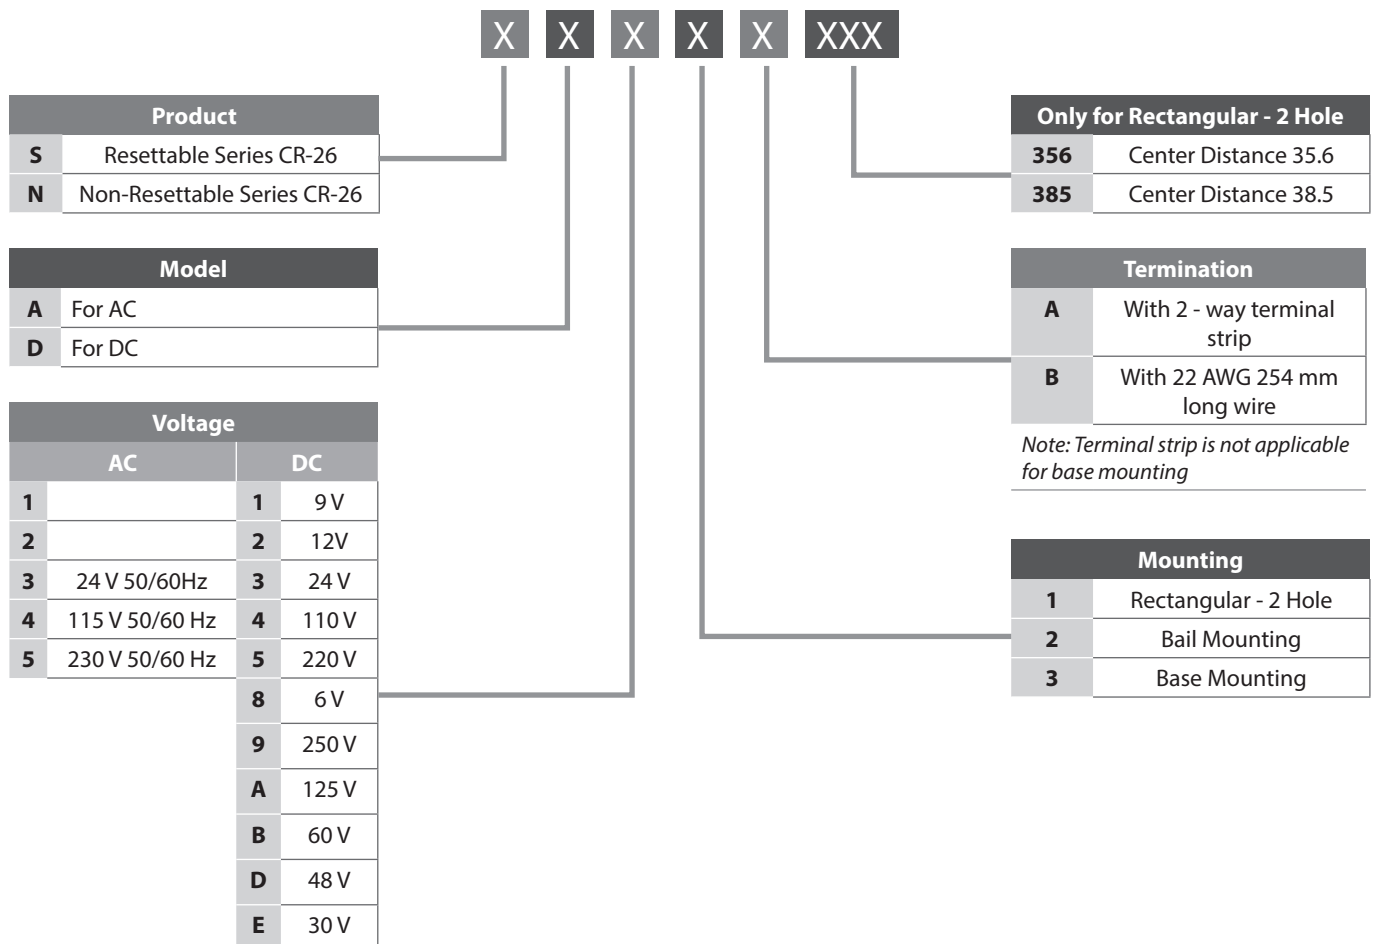 X X X X X XXX
Product
S Resettable Series CR-26
N Non-Resettable Series CR-26
Model
A For AC
D For DC
Voltage
AC DC
1 1 9 V
2 2 12V
3 24 V 50/60Hz 3 24 V
4 115 V 50/60 Hz 4 110 V
5 230 V 50/60 Hz 5 220 V
8 6 V
9 250 V
A 125 V
B 60 V
D 48 V
E 30 V
Only for Rectangular - 2 Hole
356 Center Distance 35.6
385 Center Distance 38.5
Termination
A With 2 - way terminal
strip
B With 22 AWG 254 mm
long wire
Note: Terminal strip is not applicable
for base mounting
Mounting
1 Rectangular - 2 Hole
2 Bail Mounting
3 Base Mounting